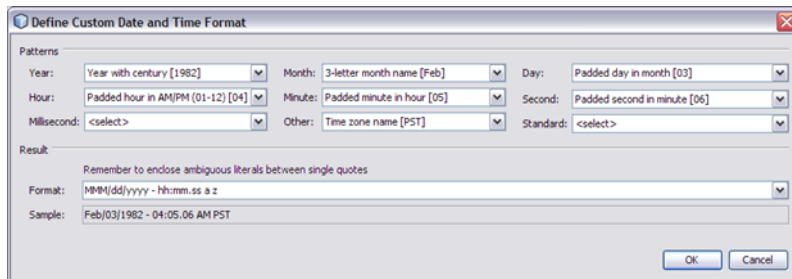 Define Custom Date and Time Format
Patterns
Year: Year with century [1982] Month: 3-letter month name [Feb] Day: Padded day in month [03]
Hour: Padded hour in AM/PM (01-12) [04] Minute: Padded minute in hour [05] Second: Padded second in minute [06]
Millisecond: <select> Other: Time zone name [PST] Standard: <select>
Result
Remember to enclose ambiguous literals between single quotes
Format: MMM/dd/yyyy - hh:mm.ss a z
Sample: Feb/03/1982 - 04:05.06 AM PST
OK Cancel